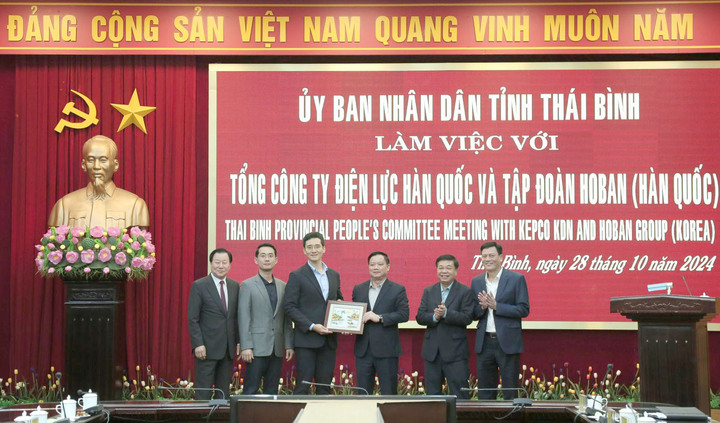 ĐẢNG CỘNG SẢN VIỆT NAM QUANG VINH MUÔN NĂM
ỦY BAN NHÂN DÂN TỈNH THÁI BÌNH
LÀM VIỆC VỚI
TỔNG CÔNG TY ĐIỆN LỰC HÀN QUỐC VÀ TẬP ĐOÀN HOBAN (HÀN QUỐC)
THAI BINH PROVINCIAL PEOPLE'S COMMITTEE MEETING WITH KEPCO KDN AND HOBAN GROUP (KOREA)
Bình, ngày 28 tháng 10 năm 2024